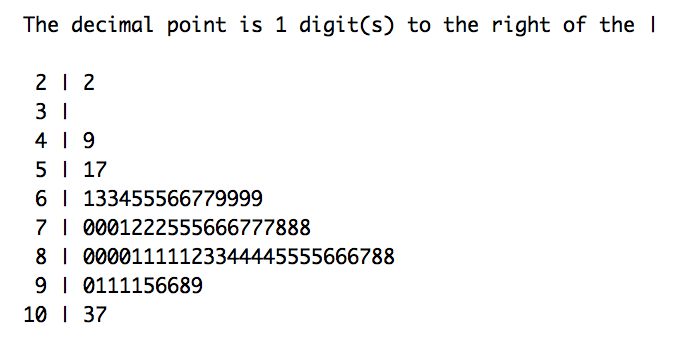 The decimal point is 1 digit(s) to the right of the |
2 | 2
3 |
4 | 9
5 | 17
6 | 133455566779999
7 | 0001222555666777888
8 | 00001111123344445555666788
9 | 0111156689
10 | 37